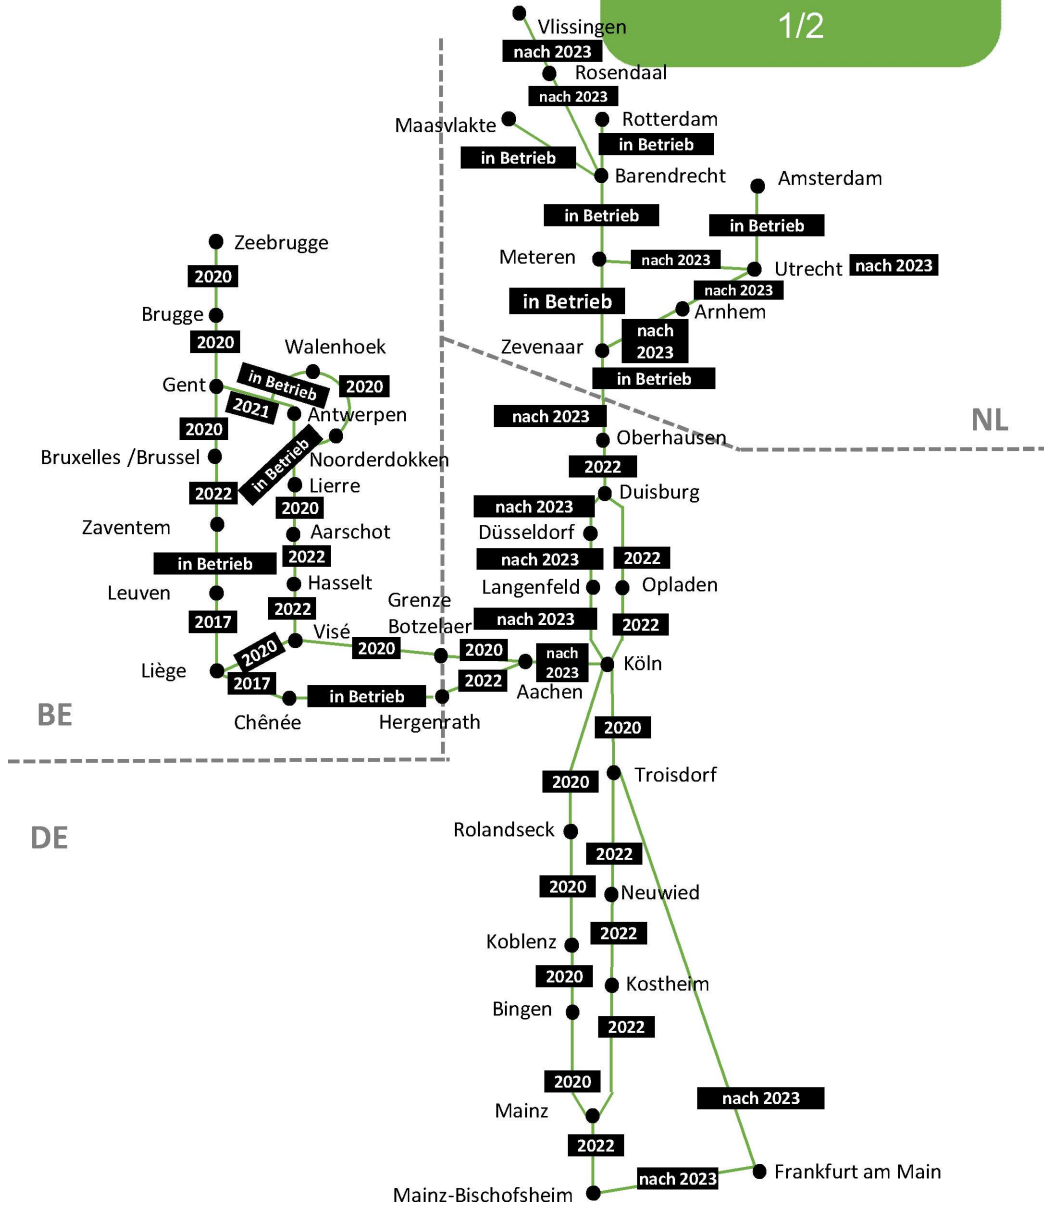 1/2
Vlissingen
nach 2023
Rosendaal
nach 2023
Maasvlakte
Rotterdam
in Betrieb
in Betrieb
Barendrecht
Amsterdam
in Betrieb
in Betrieb
Zeebrugge
Meteren
nach 2023
Utrecht
nach 2023
2020
nach 2023
in Betrieb
Brugge
Arnhem
2020
nach
2023
Walenhoek
Zevenaar
in Betrieb
in Betrieb
2020
Gent
2021
Antwerpen
nach 2023
NL
2020
Oberhausen
in Betrieb
Bruxelles /Brussel
Noorderdokken
2022
2022
Lierre
Duisburg
2020
nach 2023
Zaventem
Aarschot
Düsseldorf
in Betrieb
2022
nach 2023
2022
Leuven
Hasselt
Langenfeld
Opladen
Grenze
Botzelaer
2017
2022
nach 2023
2022
Visé
2020
2020
2020
nach
2023
Köln
Liège
2017
2022
Aachen
in Betrieb
Chênée
Hergenrath
BE
2020
Troisdorf
2020
DE
Rolandseck
2022
2020
Neuwied
2022
Koblenz
2020
Kostheim
Bingen
2022
2020
nach 2023
Mainz
2022
Frankfurt am Main
nach 2023
Mainz-Bischofsheim